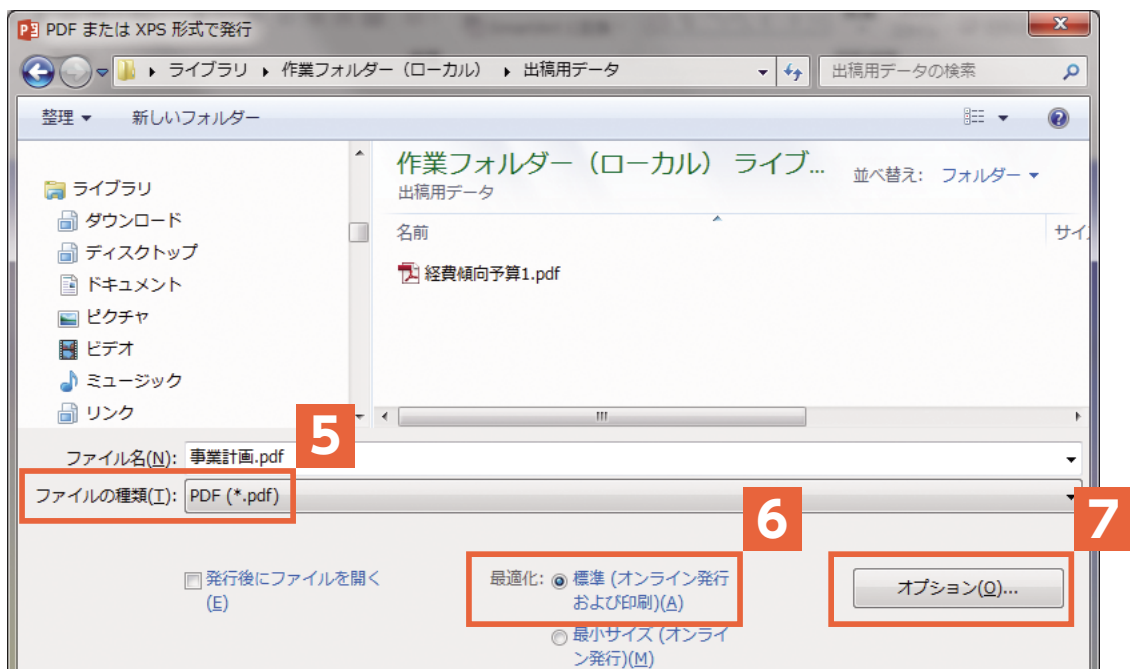 PDF または XPS 形式で発行
ライブラリ ▸ 作業フォルダー（ローカル） ▸ 出稿用データ
出稿用データの検索
整理 ▼ 新しいフォルダー
ライブラリ
ダウンロード
ディスクトップ
ドキュメント
ピクチャ
ビデオ
ミュージック
リンク
作業フォルダー（ローカル） ライブ...
出稿用データ
並べ替え: フォルダー ▼
名前
サイ
経費傾向予算1.pdf
5
ファイル名(N): 事業計画.pdf
ファイルの種類(T): PDF (*.pdf)
6
7
発行後にファイルを開く
(E)
最適化: 標準 (オンライン発行
および印刷)(A)
最小サイズ (オンライ
ン発行)(M)
オプション(O)...